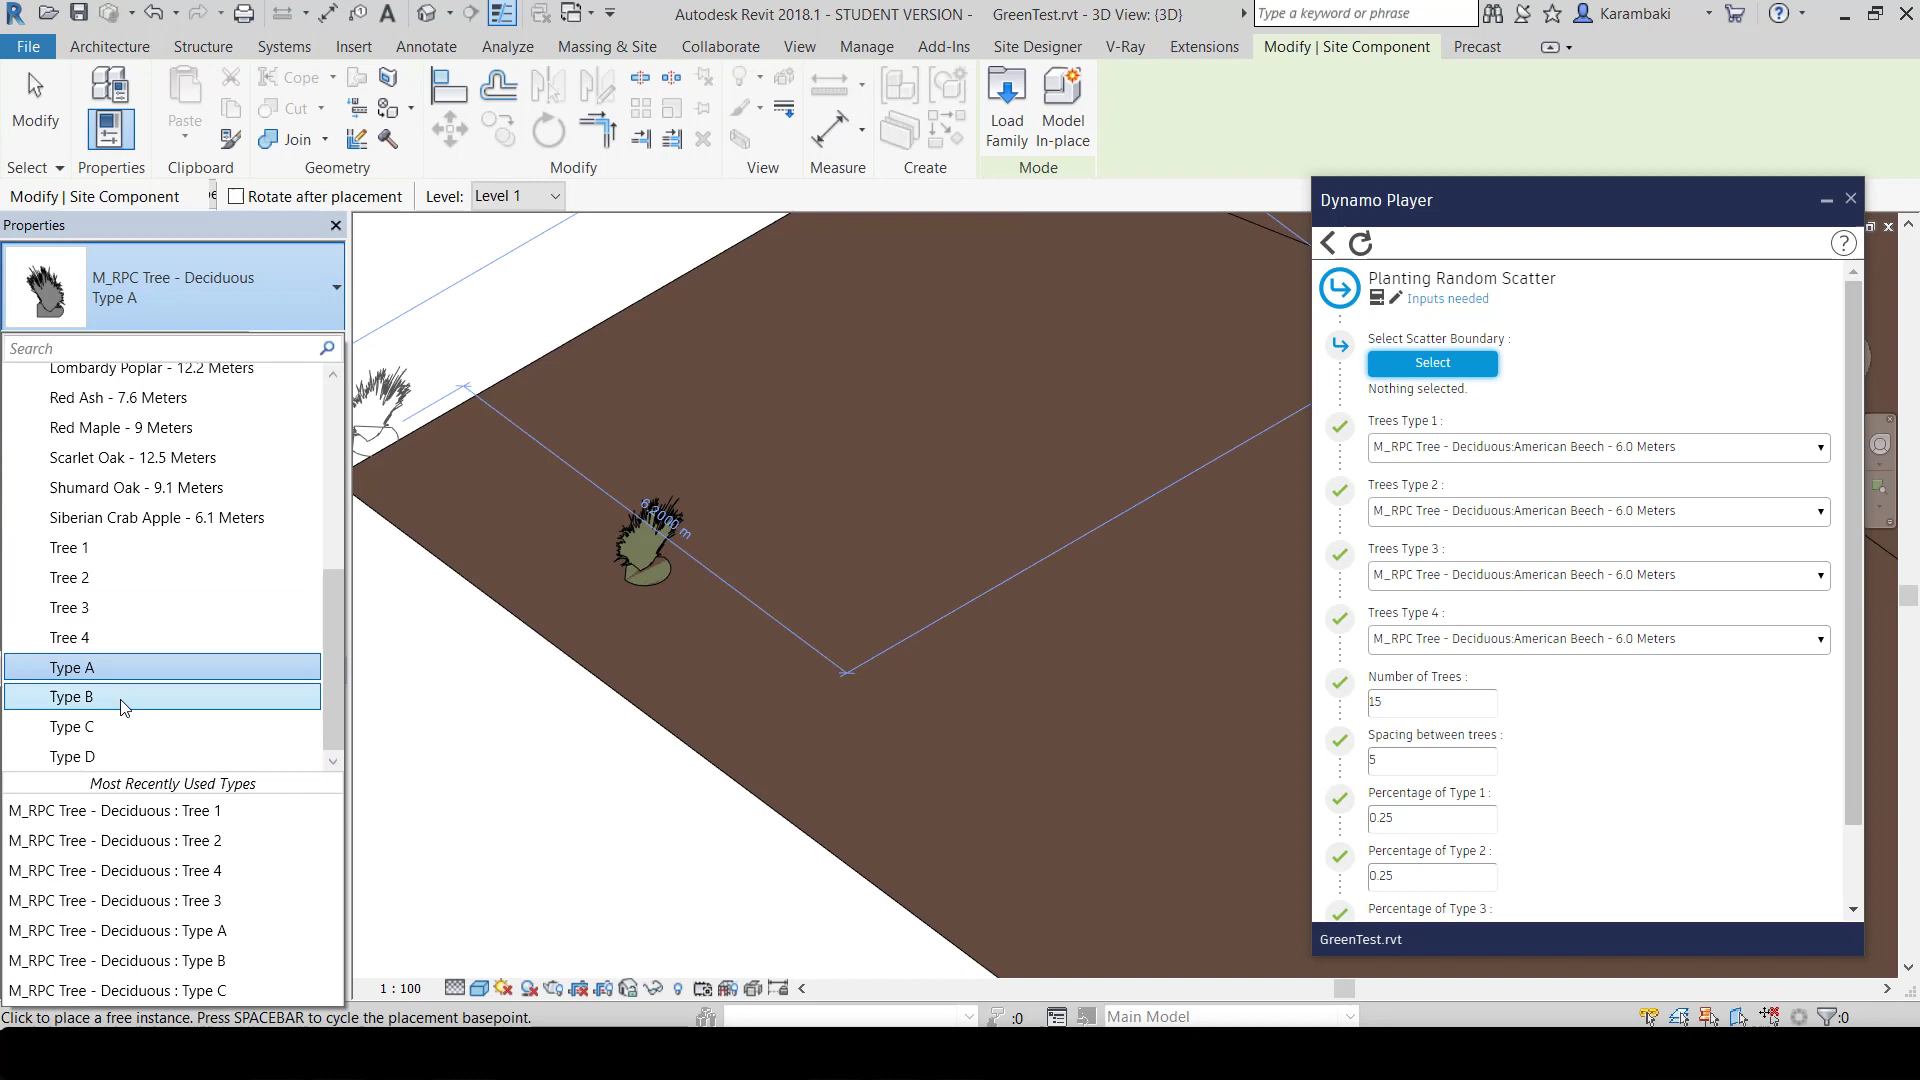 Autodesk Revit 2018.1 - STUDENT VERSION - GreenTest.rvt - 3D View: {3D}
Type a keyword or phrase
Karambaki
File Architecture Structure Systems Insert Annotate Analyze Massing & Site Collaborate View Manage Add-Ins Site Designer V-Ray Extensions Modify | Site Component Precast
Modify
Paste
Cope
Cut
Join
Load Family
Model In-place
Select Properties Clipboard Geometry Modify View Measure Create Mode
Modify | Site Component
Rotate after placement
Level: Level 1
Properties
M_RPC Tree - Deciduous
Type A
Search
Lombardy Poplar - 12.2 Meters
Red Ash - 7.6 Meters
Red Maple - 9 Meters
Scarlet Oak - 12.5 Meters
Shumard Oak - 9.1 Meters
Siberian Crab Apple - 6.1 Meters
Tree 1
Tree 2
Tree 3
Tree 4
Type A
Type B
Type C
Type D
Most Recently Used Types
M_RPC Tree - Deciduous : Tree 1
M_RPC Tree - Deciduous : Tree 2
M_RPC Tree - Deciduous : Tree 4
M_RPC Tree - Deciduous : Tree 3
M_RPC Tree - Deciduous : Type A
M_RPC Tree - Deciduous : Type B
M_RPC Tree - Deciduous : Type C
Dynamo Player
Planting Random Scatter
Inputs needed
Select Scatter Boundary :
Select
Nothing selected.
Trees Type 1 :
M_RPC Tree - Deciduous:American Beech - 6.0 Meters
Trees Type 2 :
M_RPC Tree - Deciduous:American Beech - 6.0 Meters
Trees Type 3 :
M_RPC Tree - Deciduous:American Beech - 6.0 Meters
Trees Type 4 :
M_RPC Tree - Deciduous:American Beech - 6.0 Meters
Number of Trees :
15
Spacing between trees :
5
Percentage of Type 1 :
0.25
Percentage of Type 2 :
0.25
Percentage of Type 3 :
GreenTest.rvt
1 : 100
Click to place a free instance. Press SPACEBAR to cycle the placement basepoint.
:0
Main Model
:0